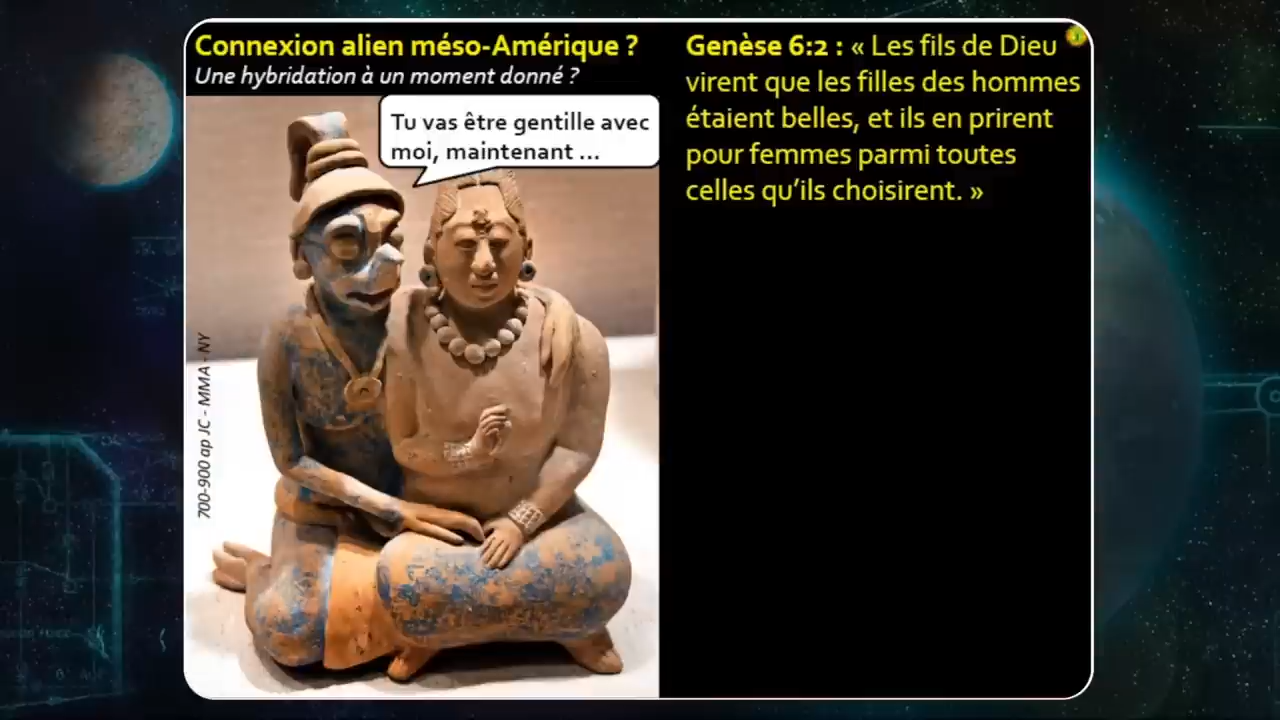 Connexion alien méso-Amérique ?
Une hybridation à un moment donné ?
Tu vas être gentille avec
moi, maintenant ...
700-900 ap JC - MMA - NY
Genèse 6:2 : « Les fils de Dieu
virent que les filles des hommes
étaient belles, et ils en prirent
pour femmes parmi toutes
celles qu’ils choisirent. »